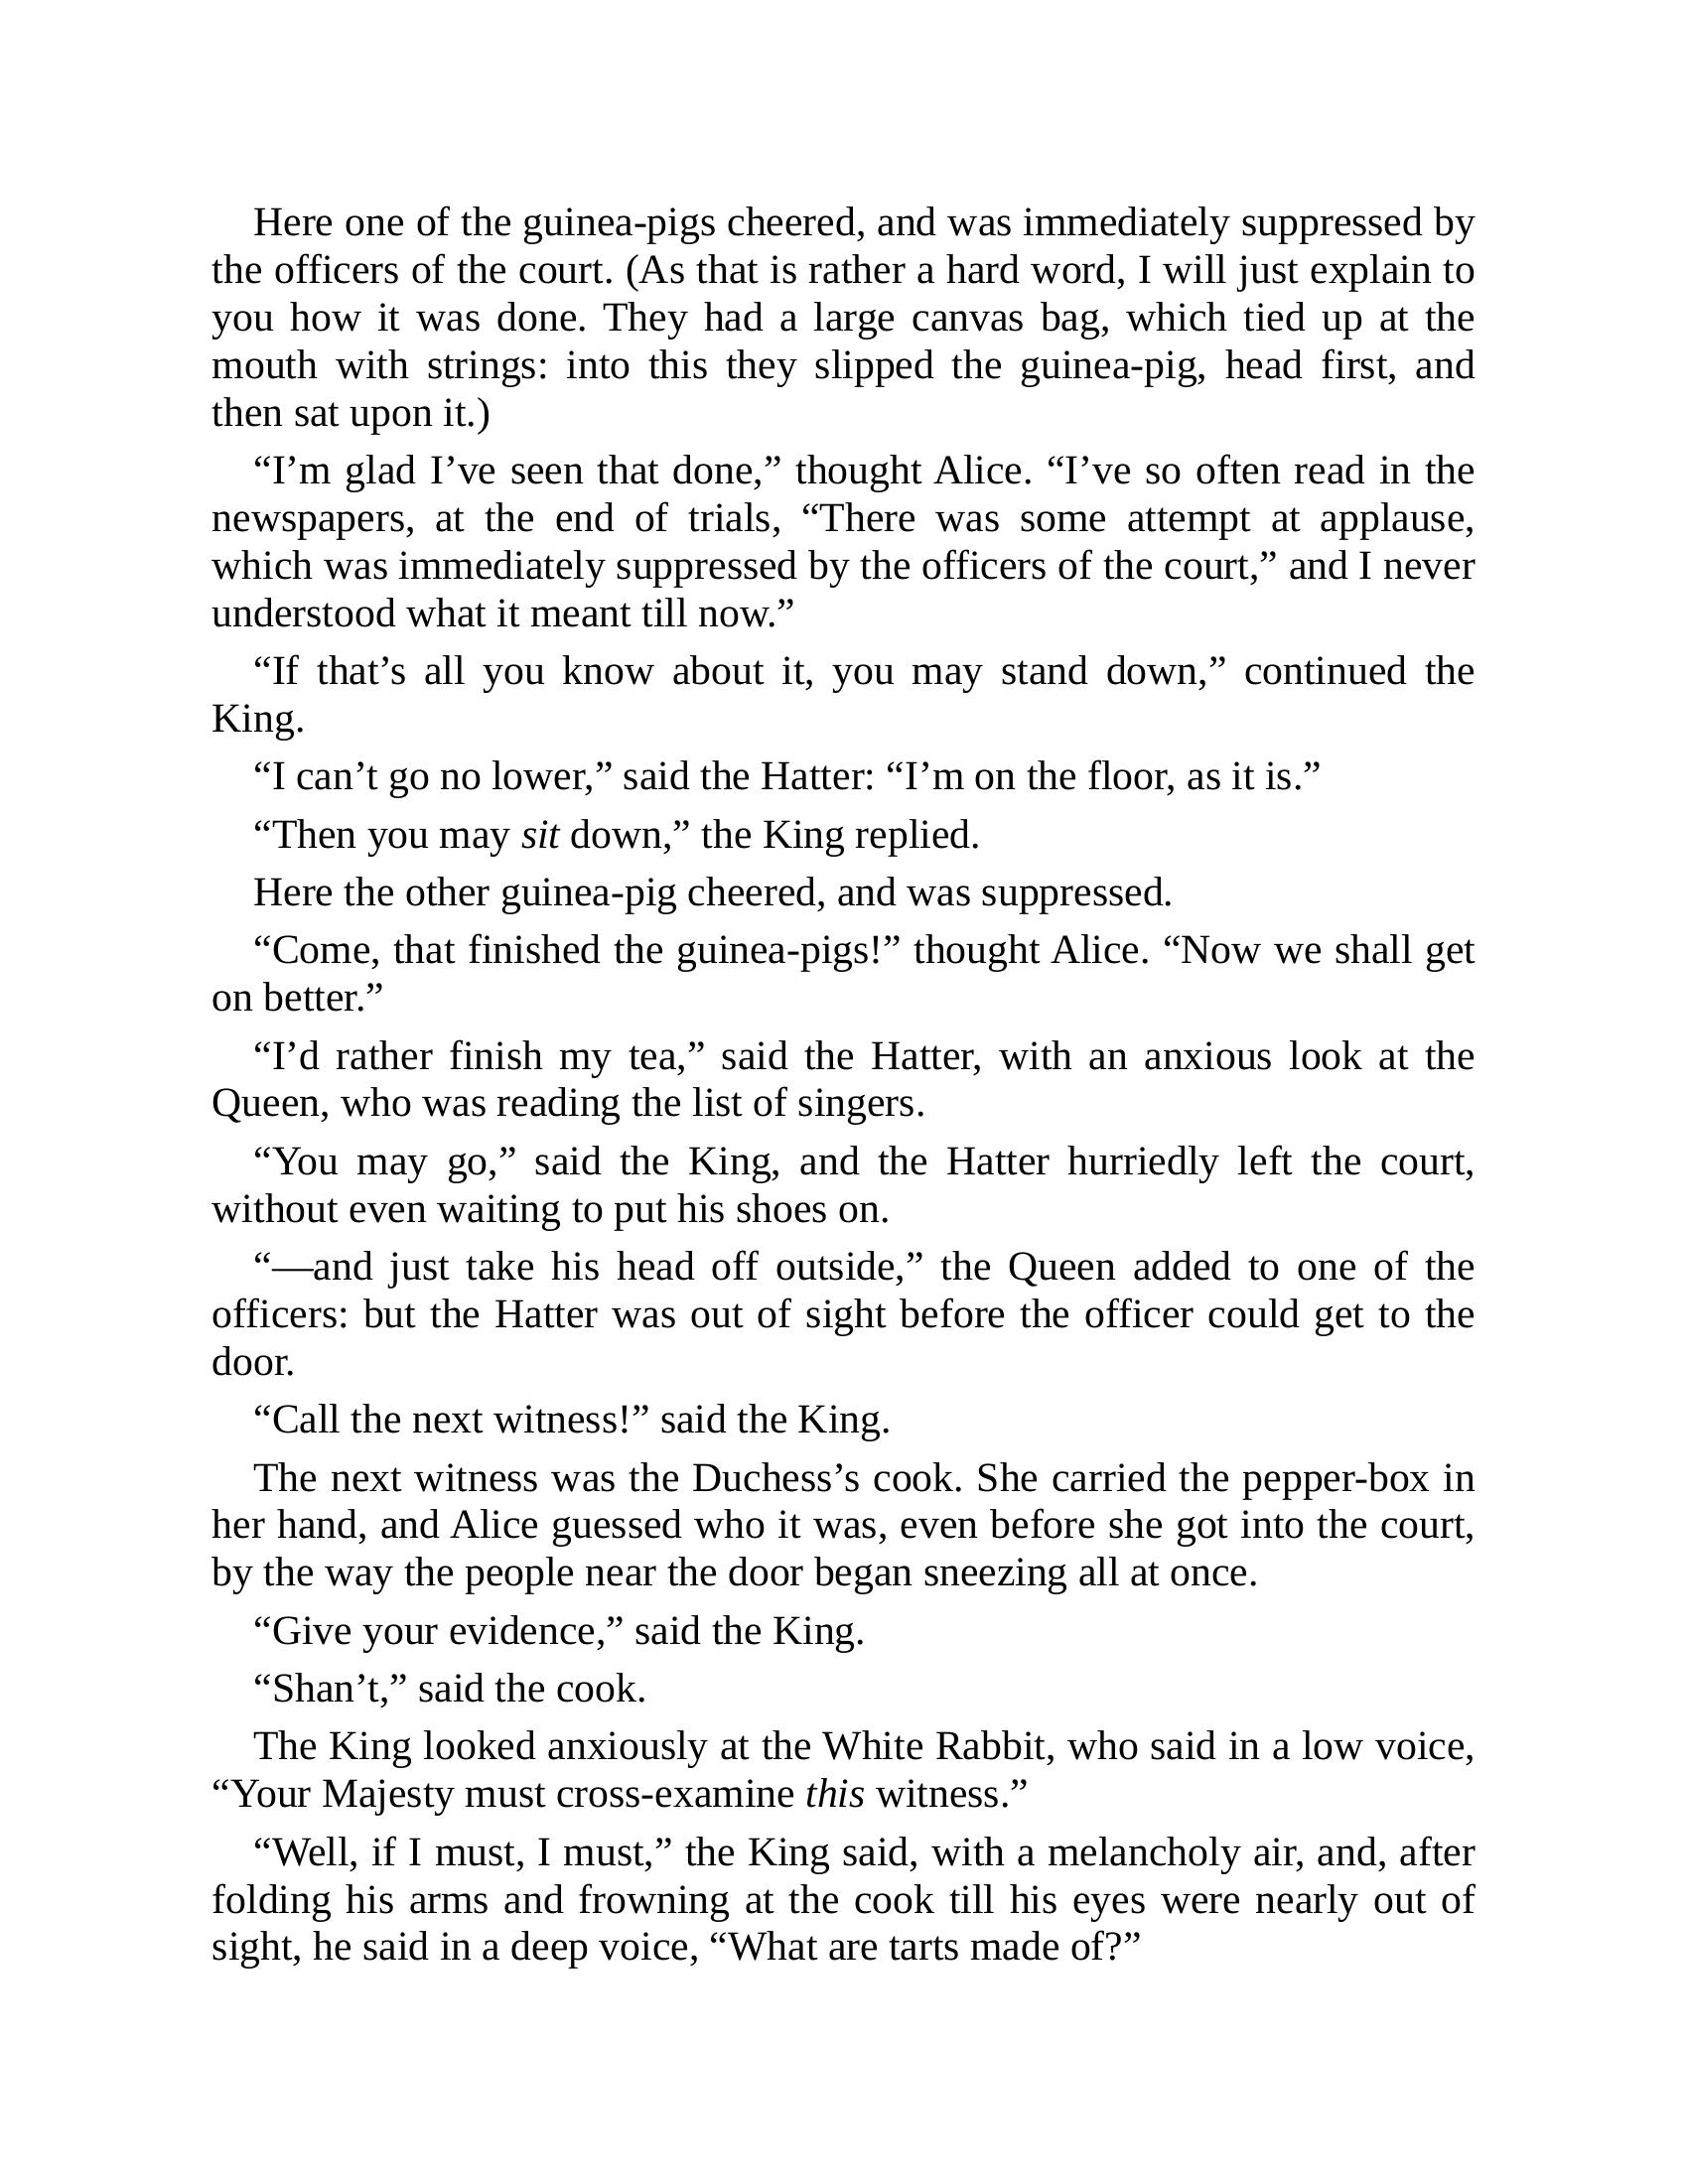 Here one of the guinea-pigs cheered, and was immediately suppressed by
the officers of the court. (As that is rather a hard word, I will just explain to
you how it was done. They had a large canvas bag, which tied up at the
mouth with strings: into this they slipped the guinea-pig, head first, and
then sat upon it.)
“I’m glad I’ve seen that done,” thought Alice. “I’ve so often read in the
newspapers, at the end of trials, “There was some attempt at applause,
which was immediately suppressed by the officers of the court,” and I never
understood what it meant till now.”
“If that’s all you know about it, you may stand down,” continued the
King.
“I can’t go no lower,” said the Hatter: “I’m on the floor, as it is.”
“Then you may sit down,” the King replied.
Here the other guinea-pig cheered, and was suppressed.
“Come, that finished the guinea-pigs!” thought Alice. “Now we shall get
on better.”
“I’d rather finish my tea,” said the Hatter, with an anxious look at the
Queen, who was reading the list of singers.
“You may go,” said the King, and the Hatter hurriedly left the court,
without even waiting to put his shoes on.
“—and just take his head off outside,” the Queen added to one of the
officers: but the Hatter was out of sight before the officer could get to the
door.
“Call the next witness!” said the King.
The next witness was the Duchess’s cook. She carried the pepper-box in
her hand, and Alice guessed who it was, even before she got into the court,
by the way the people near the door began sneezing all at once.
“Give your evidence,” said the King.
“Shan’t,” said the cook.
The King looked anxiously at the White Rabbit, who said in a low voice,
“Your Majesty must cross-examine this witness.”
“Well, if I must, I must,” the King said, with a melancholy air, and, after
folding his arms and frowning at the cook till his eyes were nearly out of
sight, he said in a deep voice, “What are tarts made of?”